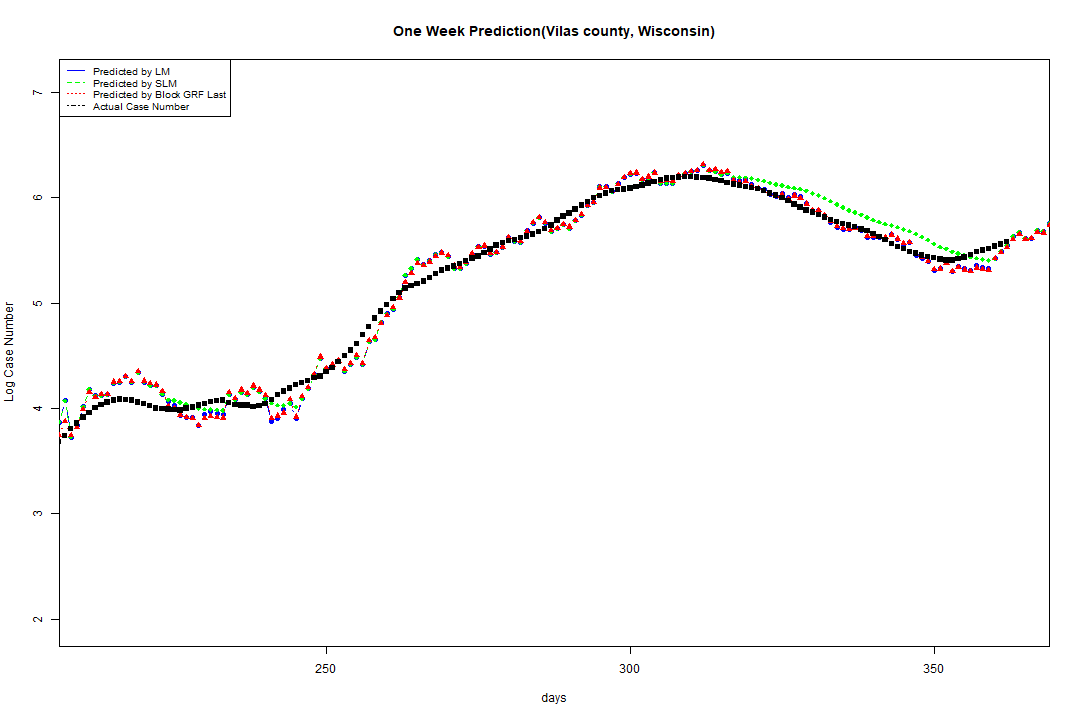 One Week Prediction(Vilas county, Wisconsin)
Predicted by LM
Predicted by SLM
Predicted by Block GRF Last
Actual Case Number
7
6
5
4
3
2
Log Case Number
250
300
350
days